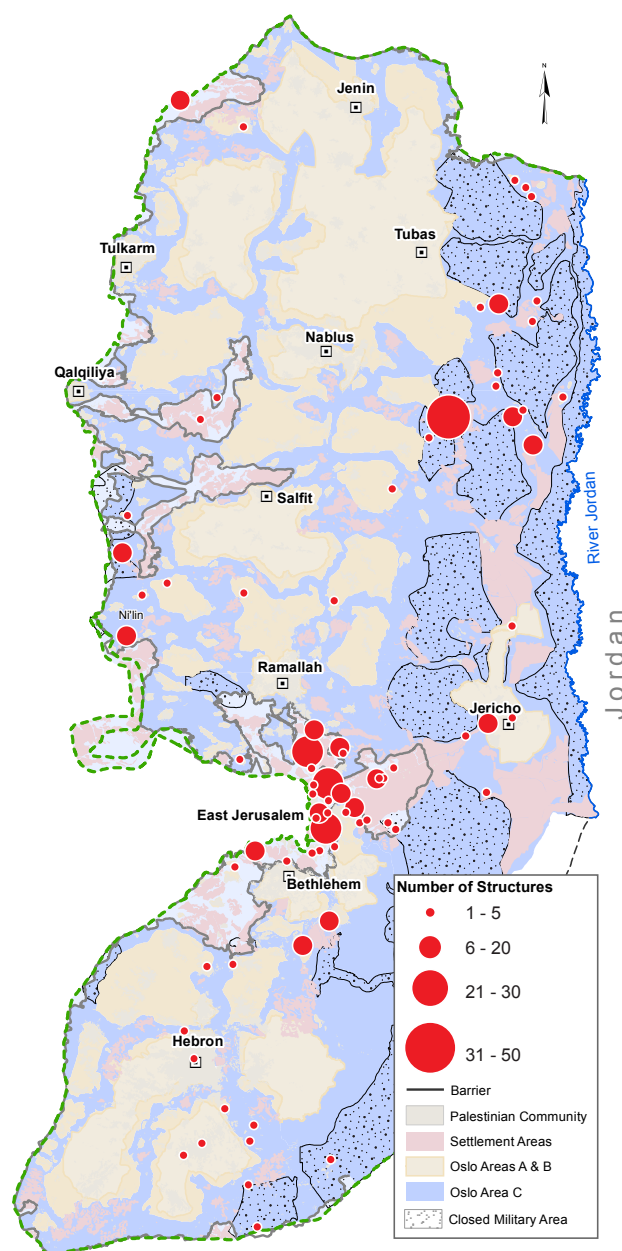 N
Jenin
Tulkarm
Tubas
Nablus
Qalqiliya
Salfit
River Jordan
Ni'lin
Jordan
Ramallah
Jericho
East Jerusalem
Bethlehem
Hebron
Number of Structures
1 - 5
6 - 20
21 - 30
31 - 50
Barrier
Palestinian Community
Settlement Areas
Oslo Areas A & B
Oslo Area C
Closed Military Area